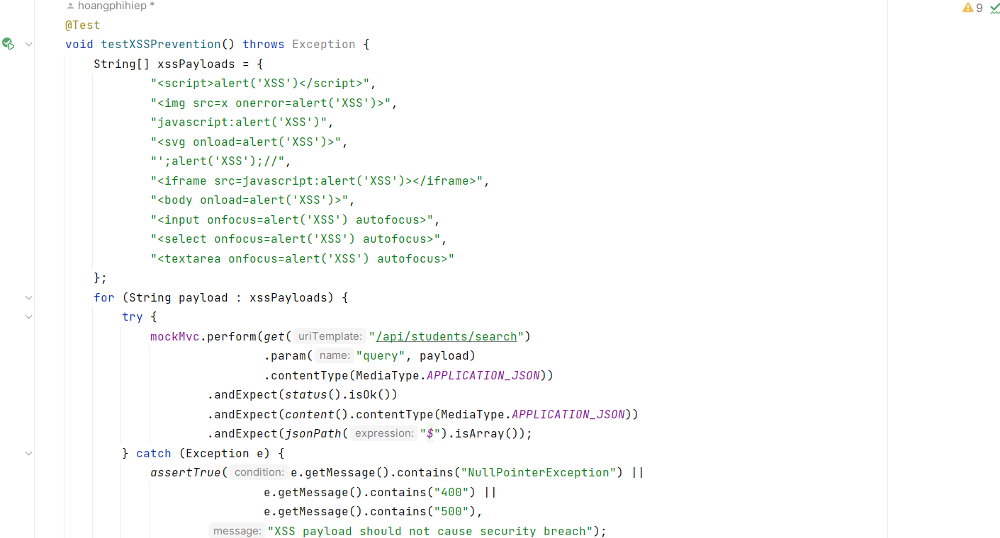 hoangphihiep *
9
@Test
void testXSSPrevention() throws Exception {
String[] xssPayloads = {
"<script>alert('XSS')</script>",
"<img src=x onerror=alert('XSS')>",
"javascript:alert('XSS')",
"<svg onload=alert('XSS')>",
"';alert('XSS');//",
"<iframe src=javascript:alert('XSS')></iframe>",
"<body onload=alert('XSS')>",
"<input onfocus=alert('XSS') autofocus>",
"<select onfocus=alert('XSS') autofocus>",
"<textarea onfocus=alert('XSS') autofocus>"
};
for (String payload : xssPayloads) {
try {
mockMvc.perform(get( uriTemplate: "/api/students/search")
.param( name: "query", payload)
.contentType(MediaType.APPLICATION_JSON))
.andExpect(status().isOk())
.andExpect(content().contentType(MediaType.APPLICATION_JSON))
.andExpect(jsonPath( expression: "$").isArray());
} catch (Exception e) {
assertTrue( condition: e.getMessage().contains("NullPointerException") ||
e.getMessage().contains("400") ||
e.getMessage().contains("500"),
message: "XSS payload should not cause security breach");